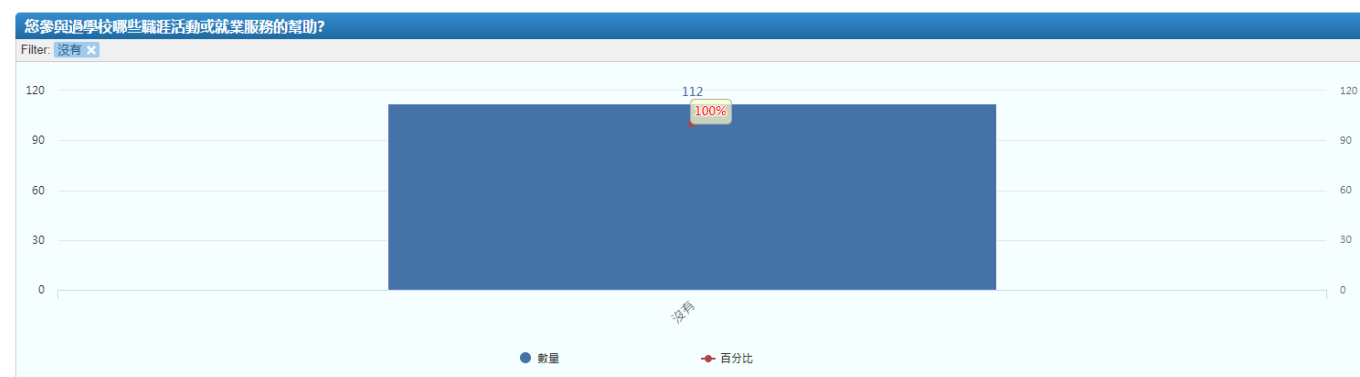 您參與過學校哪些職涯活動或就業服務的幫助?
Filter: 沒有 ×
112
100%
120 120
90 90
60 60
30 30
0 0
沒有
數量 百分比